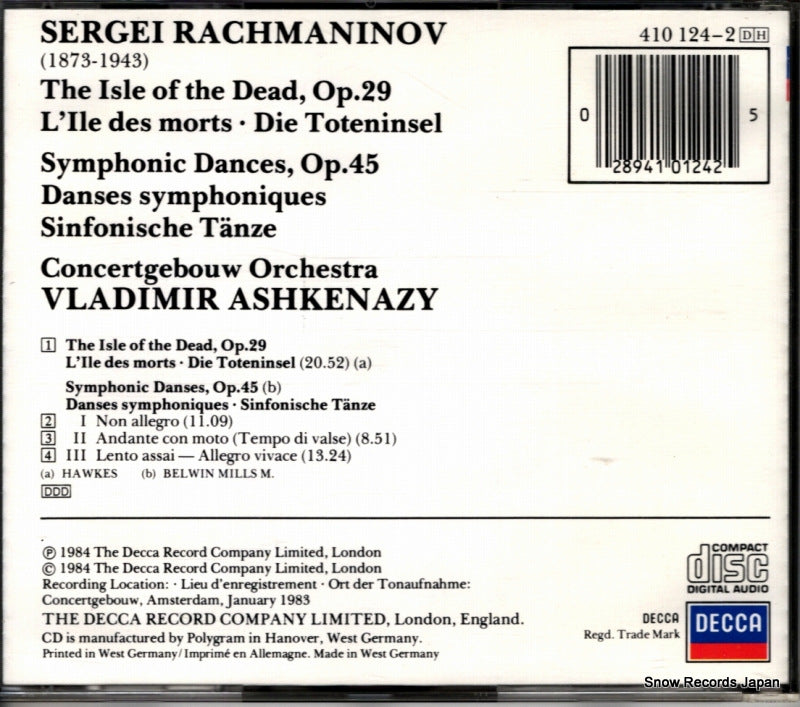 SERGEI RACHMANINOV
(1873-1943)
The Isle of the Dead, Op.29
L'Ile des morts · Die Toteninsel
Symphonic Dances, Op.45
Danses symphoniques
Sinfonische Tänze
Concertgebouw Orchestra
VLADIMIR ASHKENAZY
410 124-2 DH
0 28941 01242 5
1 The Isle of the Dead, Op.29
L'Ile des morts · Die Toteninsel (20.52) (a)
Symphonic Danses, Op.45 (b)
Danses symphoniques · Sinfonische Tänze
2 I Non allegro (11.09)
3 II Andante con moto (Tempo di valse) (8.51)
4 III Lento assai — Allegro vivace (13.24)
(a) HAWKES (b) BELWIN MILLS M.
DDD
℗ 1984 The Decca Record Company Limited, London
© 1984 The Decca Record Company Limited, London
Recording Location: · Lieu d'enregistrement · Ort der Tonaufnahme:
Concertgebouw, Amsterdam, January 1983
THE DECCA RECORD COMPANY LIMITED, London, England.
CD is manufactured by Polygram in Hanover, West Germany.
Printed in West Germany/Imprimé en Allemagne. Made in West Germany
COMPACT
disc
DIGITAL AUDIO
DECCA
Regd. Trade Mark
DECCA
Snow Records Japan